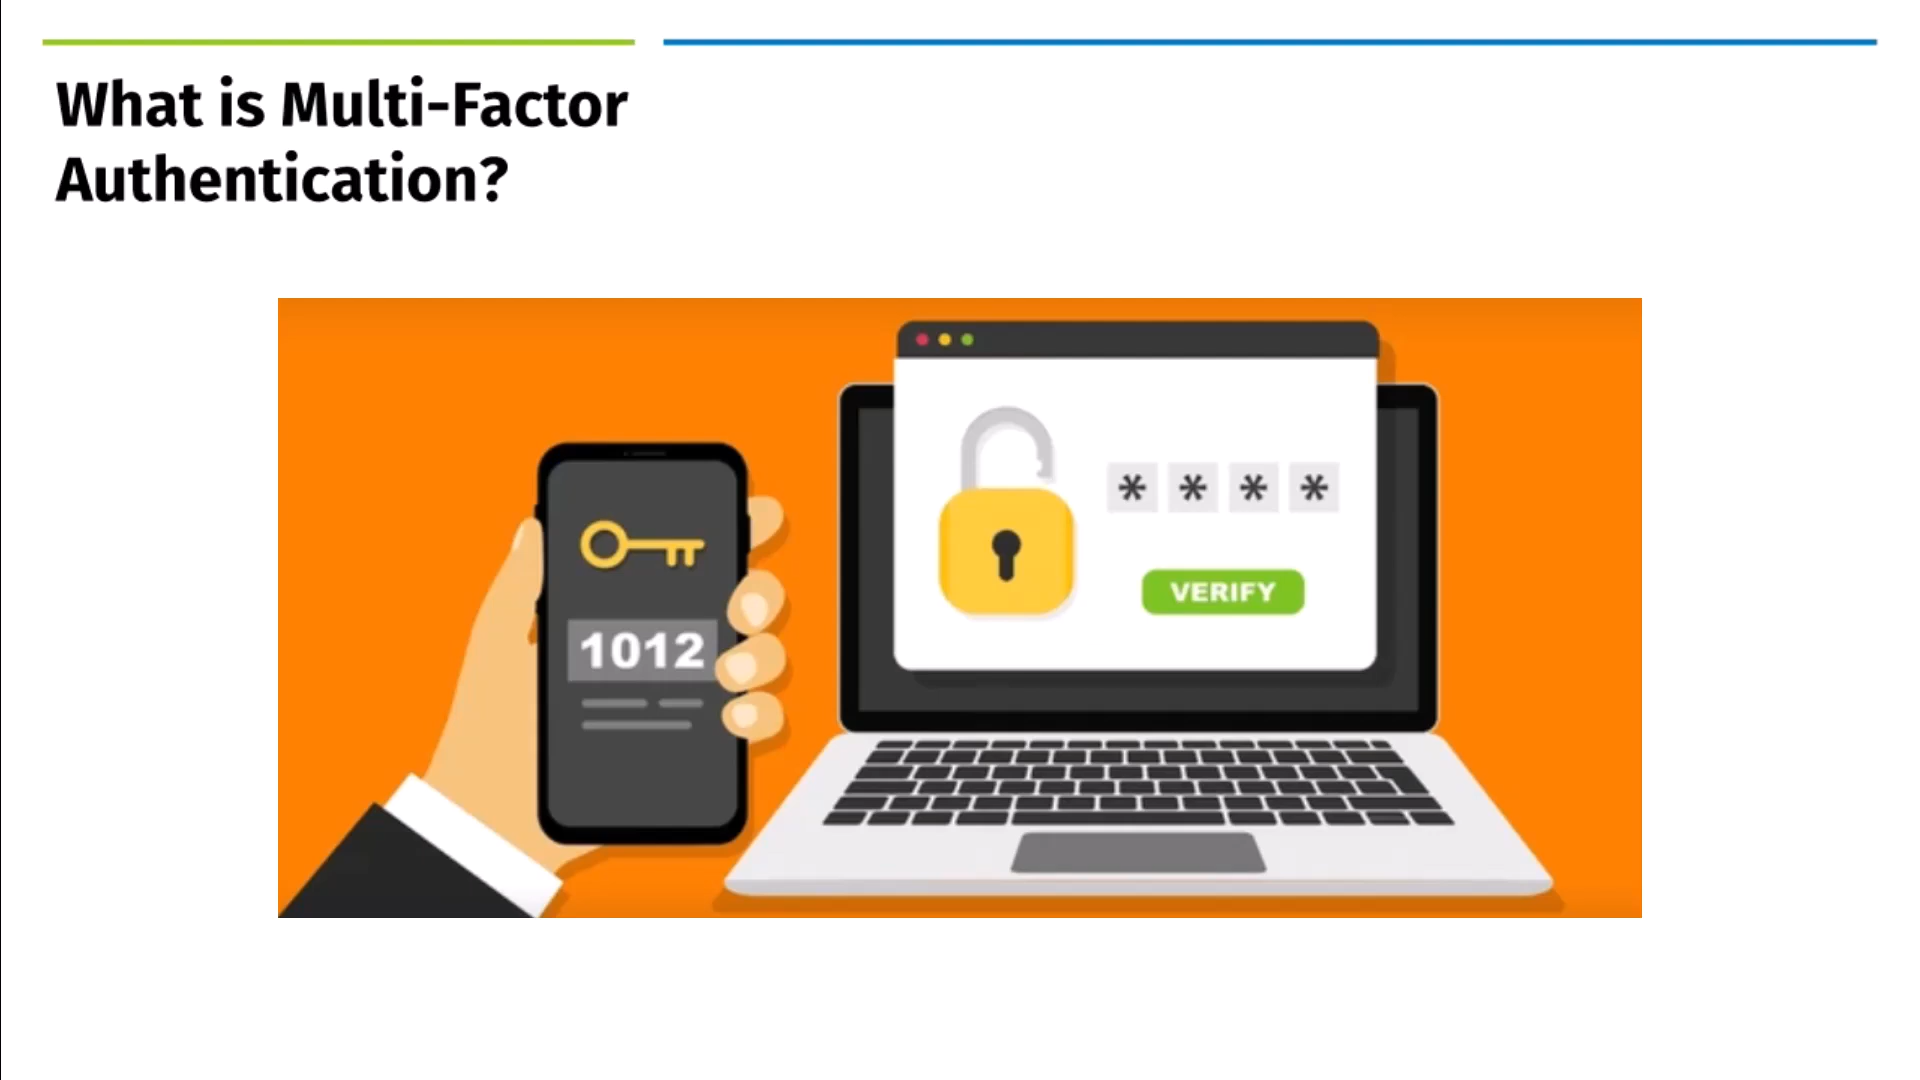 What is Multi-Factor
Authentication?
* * * *
VERIFY
1012